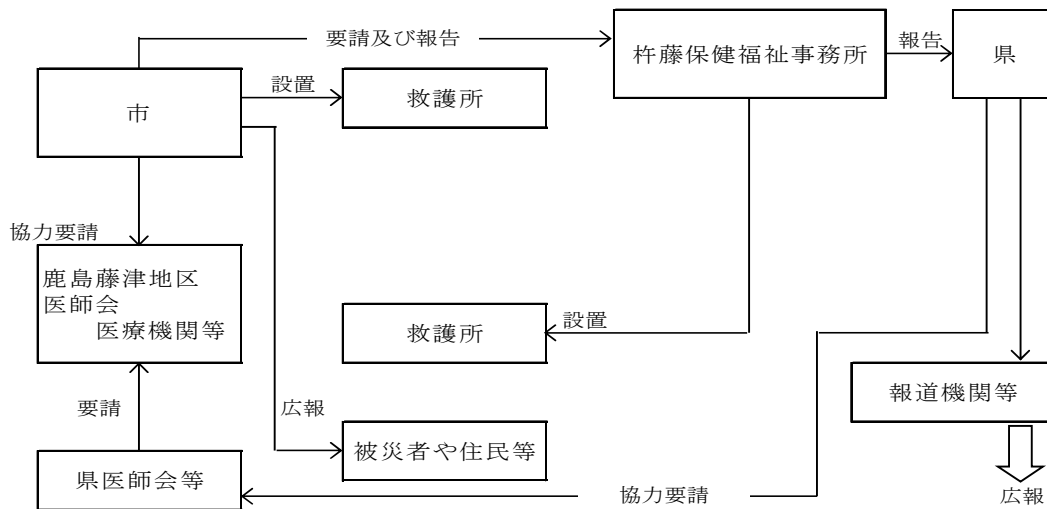 要請及び報告
杵藤保健福祉事務所
報告
県
市
設置
救護所
協力要請
鹿島藤津地区
医師会
医療機関等
救護所
設置
報道機関等
要請
広報
被災者や住民等
県医師会等
協力要請
広報